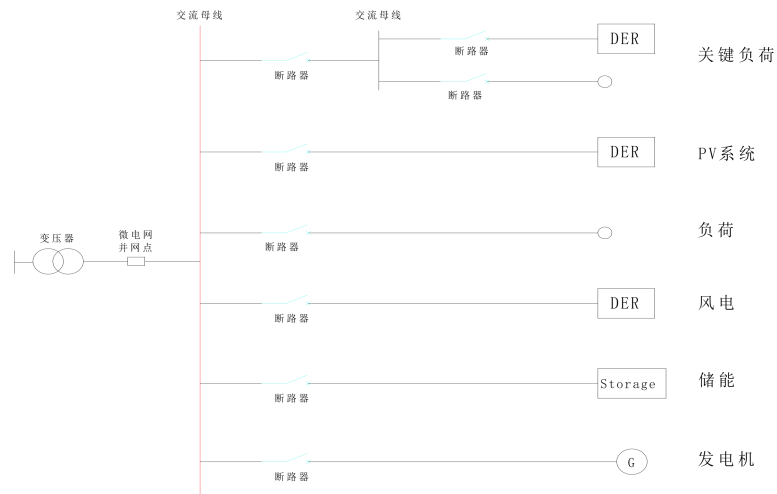 交流母线
交流母线
断路器
断路器
DER
关键负荷
断路器
断路器
DER
PV系统
变压器
微电网
并网点
断路器
负荷
断路器
DER
风电
断路器
Storage
储能
断路器
G
发电机